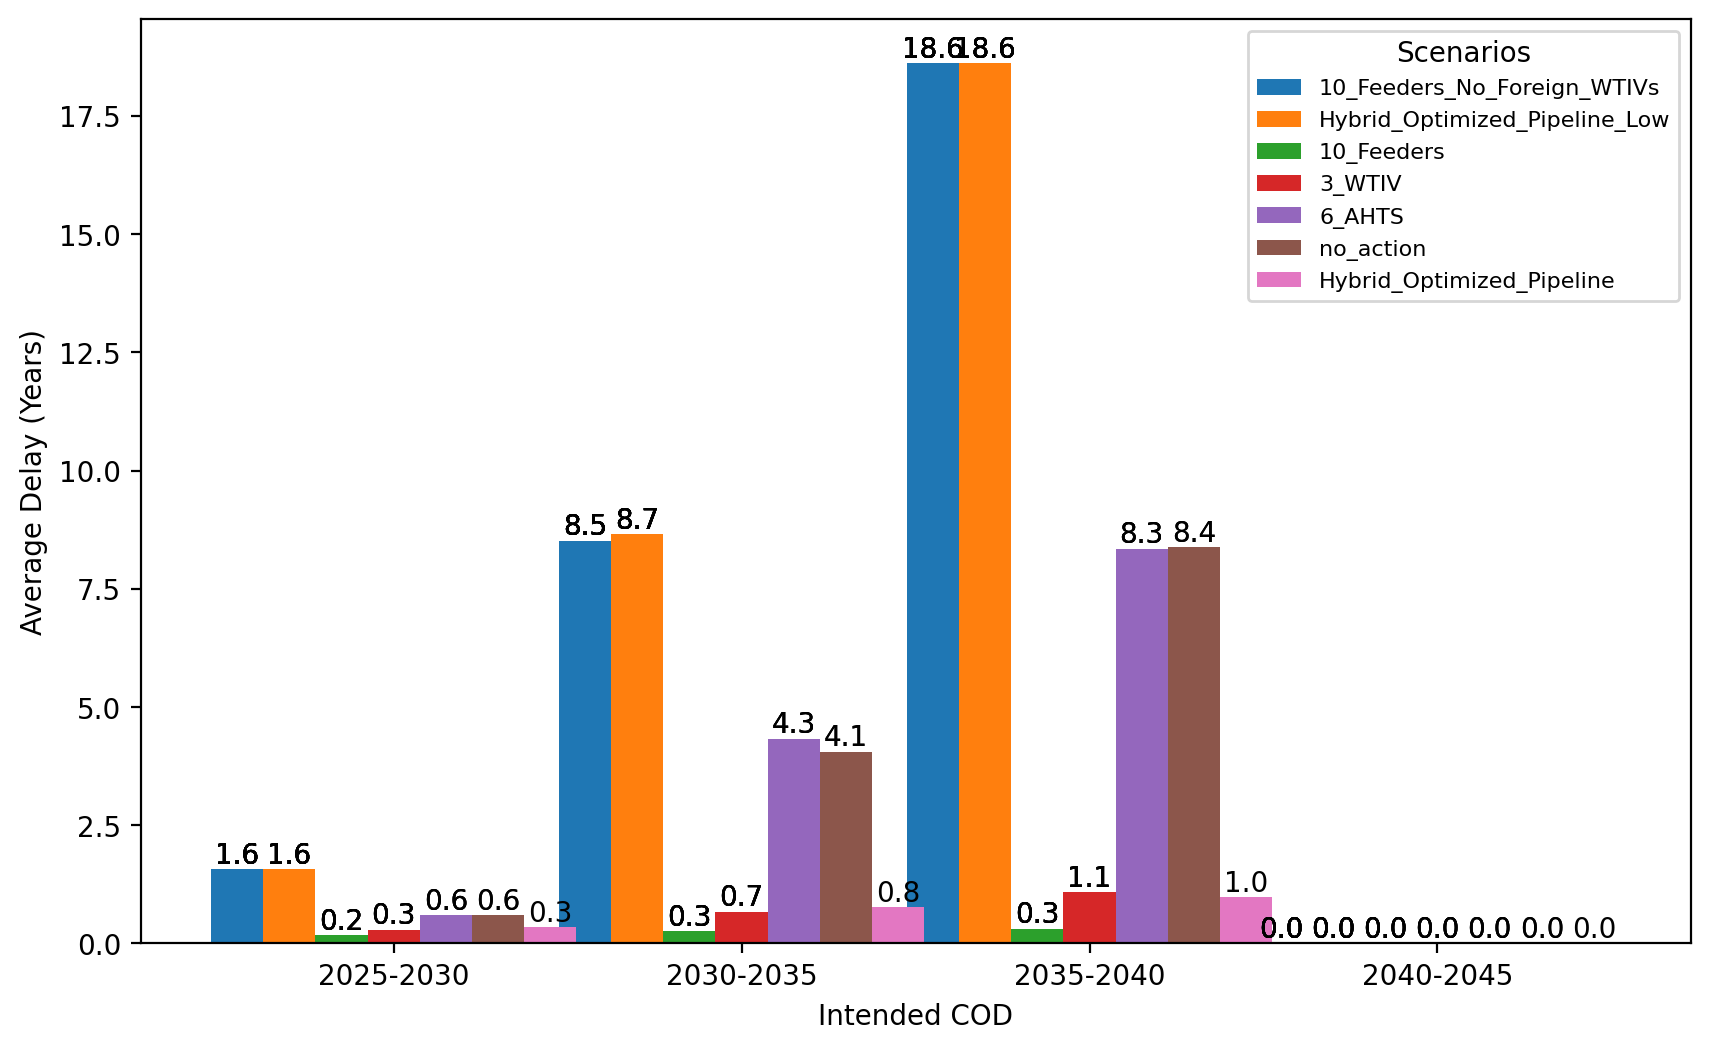 18.6 18.6
Scenarios
10_Feeders_No_Foreign_WTIVs
Hybrid_Optimized_Pipeline_Low
10_Feeders
3_WTIV
6_AHTS
no_action
Hybrid_Optimized_Pipeline
17.5
15.0
12.5
10.0
7.5
5.0
2.5
0.0
Average Delay (Years)
1.6 1.6 0.2 0.3 0.6 0.6 0.3
8.5 8.7 0.3 0.7 4.3 4.1 0.8
0.3 1.1 8.3 8.4 1.0
0.0 0.0 0.0 0.0 0.0 0.0 0.0
2025-2030 2030-2035 2035-2040 2040-2045
Intended COD